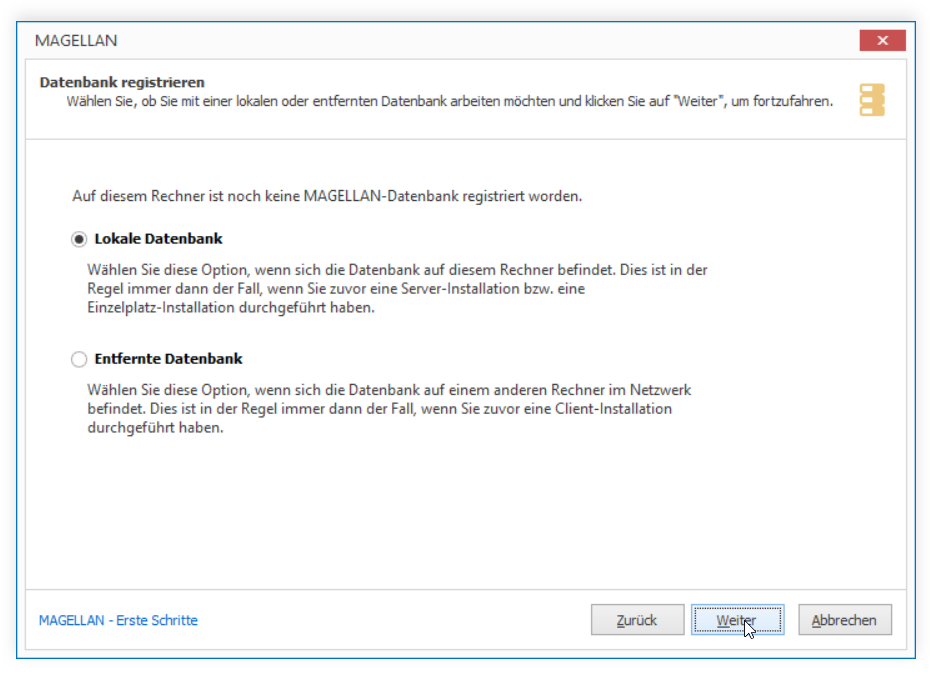 MAGELLAN
Datenbank registrieren
Wählen Sie, ob Sie mit einer lokalen oder entfernten Datenbank arbeiten möchten und klicken Sie auf "Weiter", um fortzufahren.
Auf diesem Rechner ist noch keine MAGELLAN-Datenbank registriert worden.
Lokale Datenbank
Wählen Sie diese Option, wenn sich die Datenbank auf diesem Rechner befindet. Dies ist in der
Regel immer dann der Fall, wenn Sie zuvor eine Server-Installation bzw. eine
Einzelplatz-Installation durchgeführt haben.
Entfernte Datenbank
Wählen Sie diese Option, wenn sich die Datenbank auf einem anderen Rechner im Netzwerk
befindet. Dies ist in der Regel immer dann der Fall, wenn Sie zuvor eine Client-Installation
durchgeführt haben.
MAGELLAN - Erste Schritte
Zurück
Weiter
Abbrechen